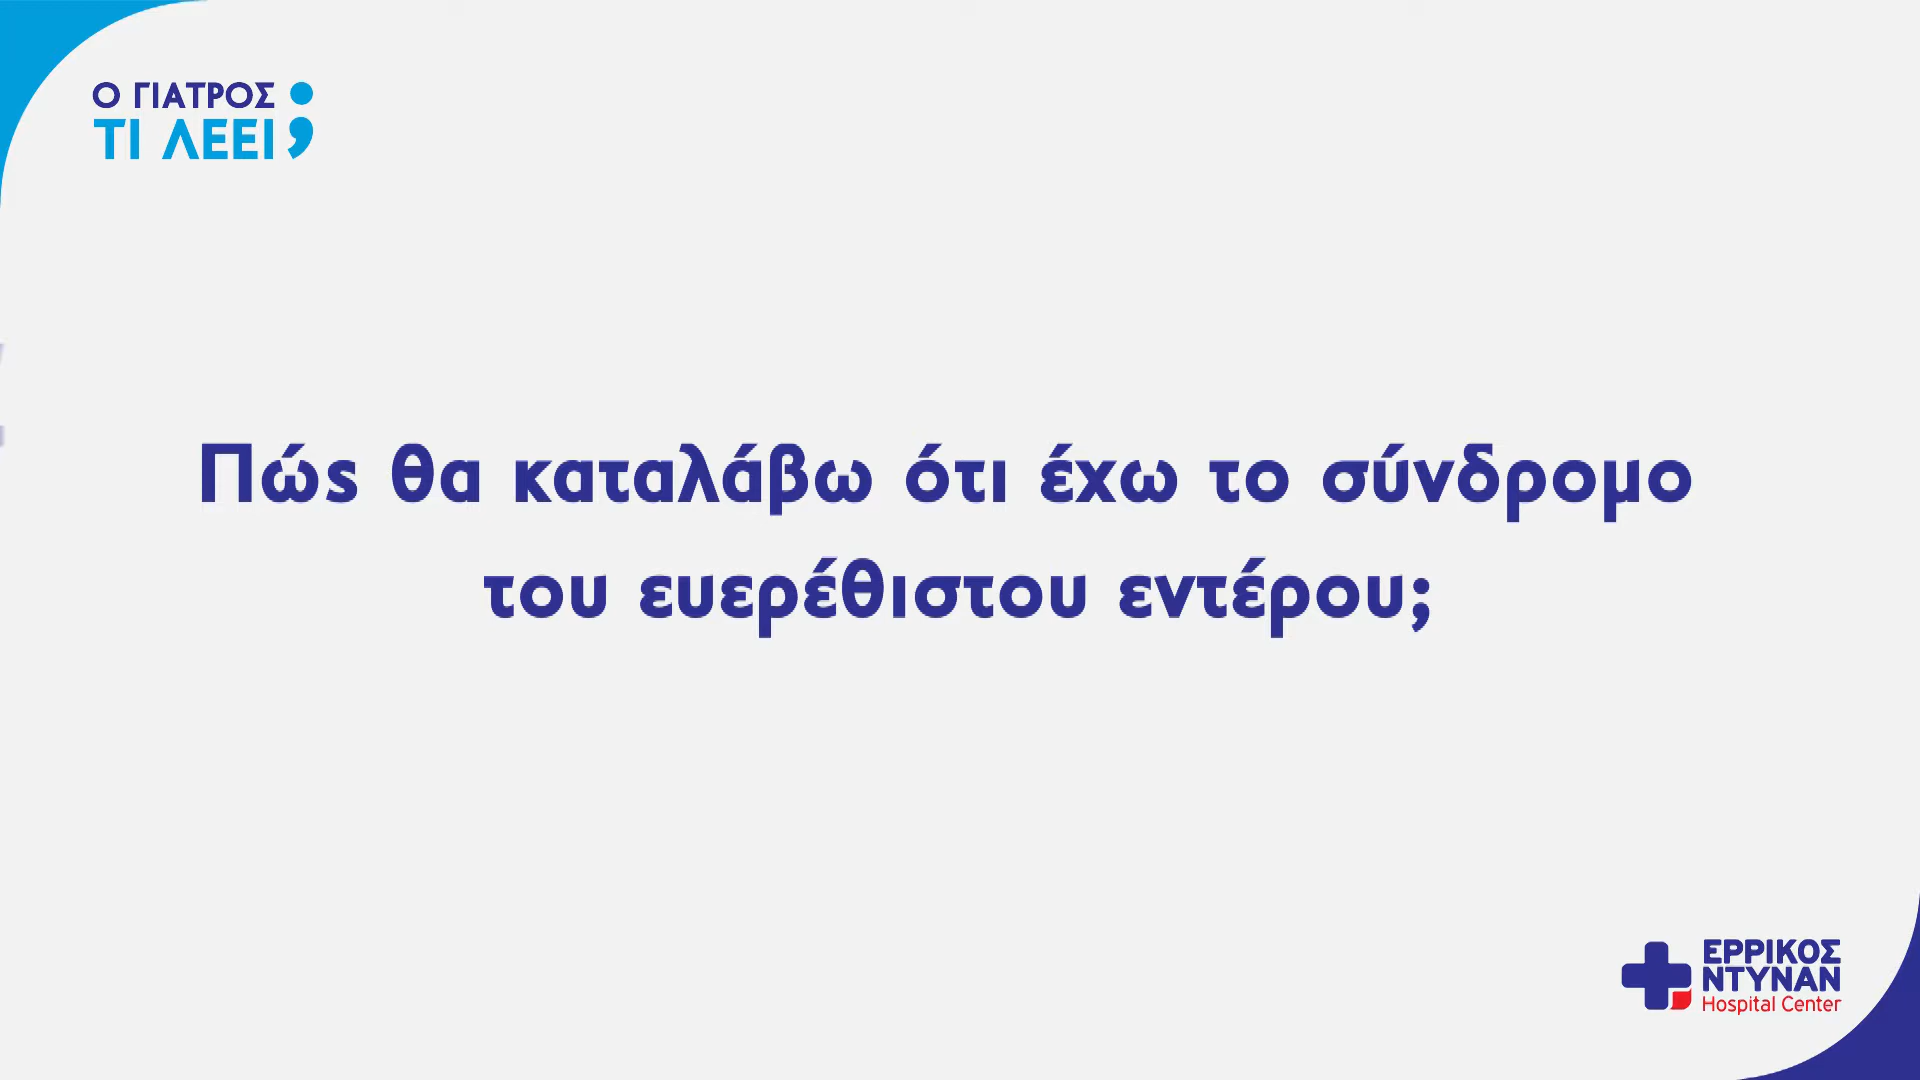 Ο ΓΙΑΤΡΟΣ
ΤΙ ΛΕΕΙ;
Πώς θα καταλάβω ότι έχω το σύνδρομο
του ευερέθιστου εντέρου;
ΕΡΡΙΚΟΣ
ΝΤΥΝΑΝ
Hospital Center